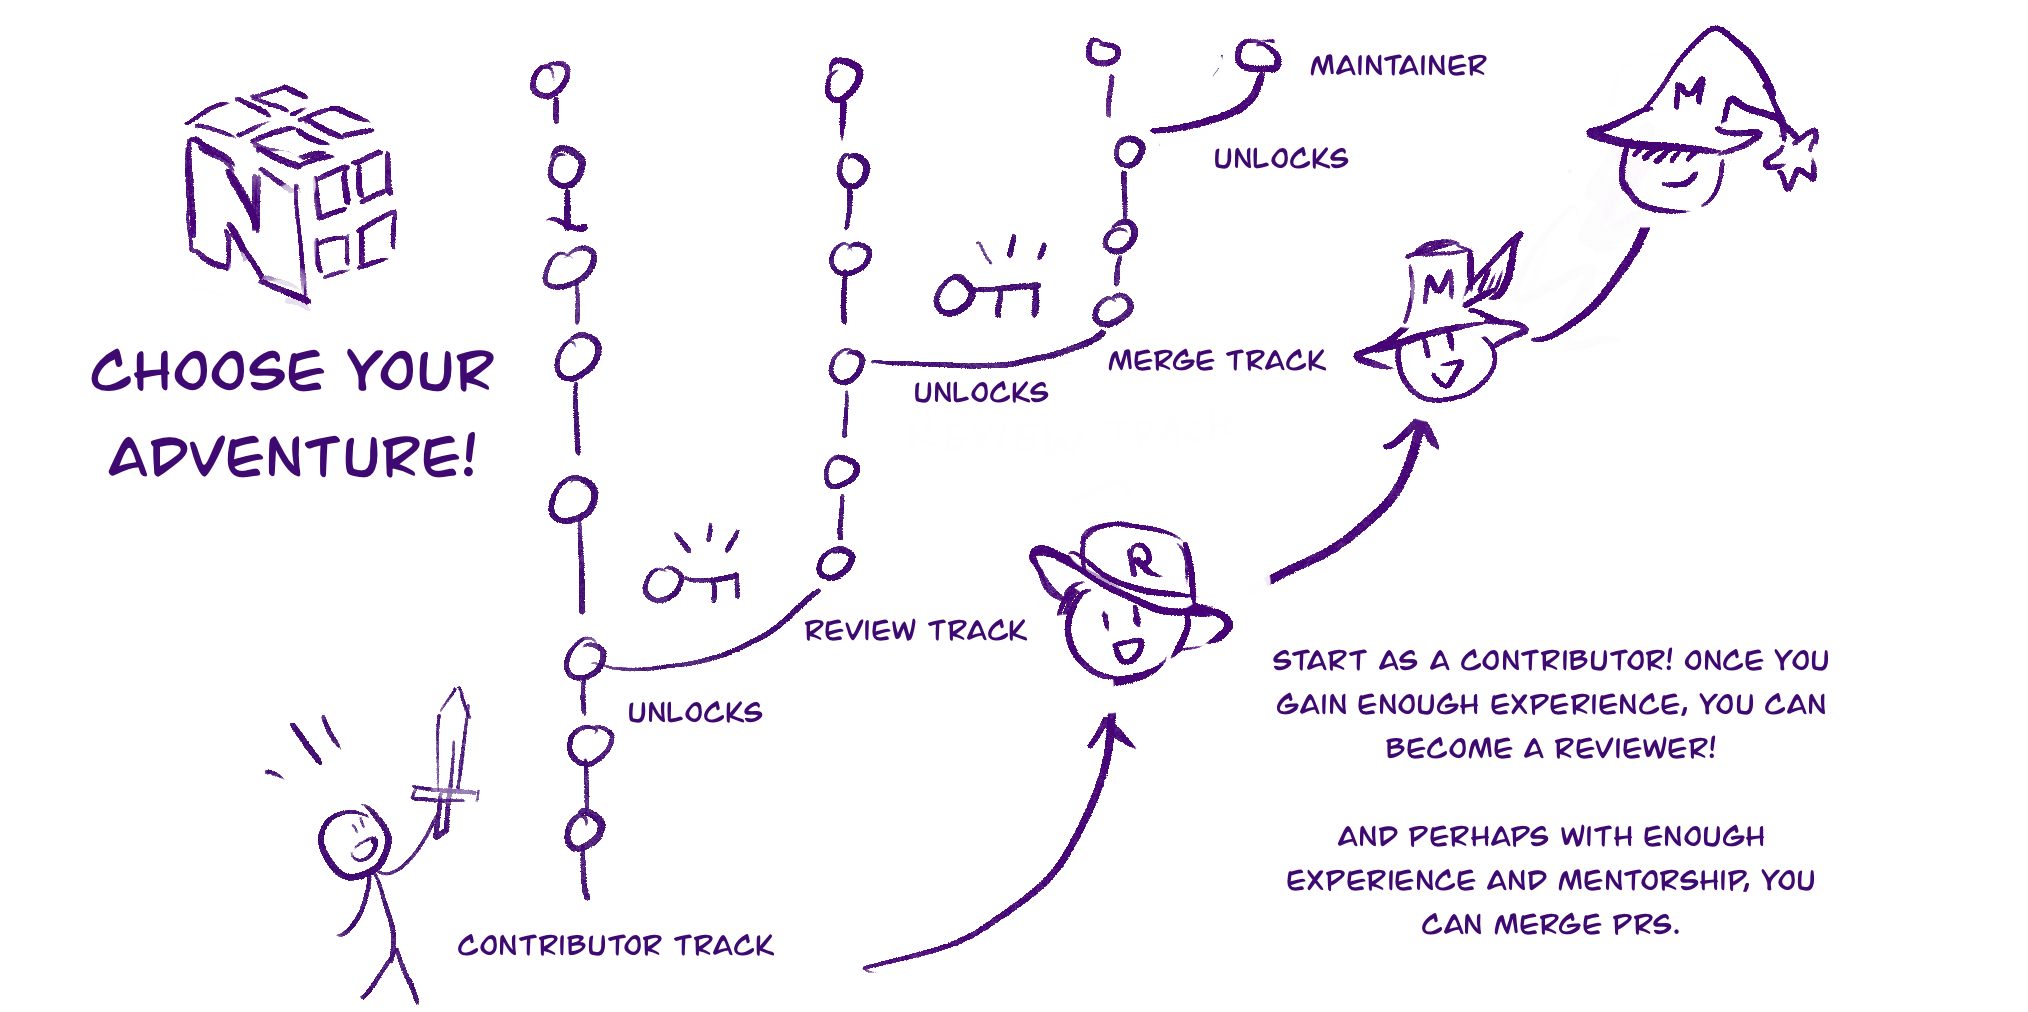 N
CHOOSE YOUR
ADVENTURE!
MAINTAINER
UNLOCKS
M
M
MERGE TRACK
UNLOCKS
R
REVIEW TRACK
UNLOCKS
CONTRIBUTOR TRACK
START AS A CONTRIBUTOR! ONCE YOU
GAIN ENOUGH EXPERIENCE, YOU CAN
BECOME A REVIEWER!
AND PERHAPS WITH ENOUGH
EXPERIENCE AND MENTORSHIP, YOU
CAN MERGE PRS.